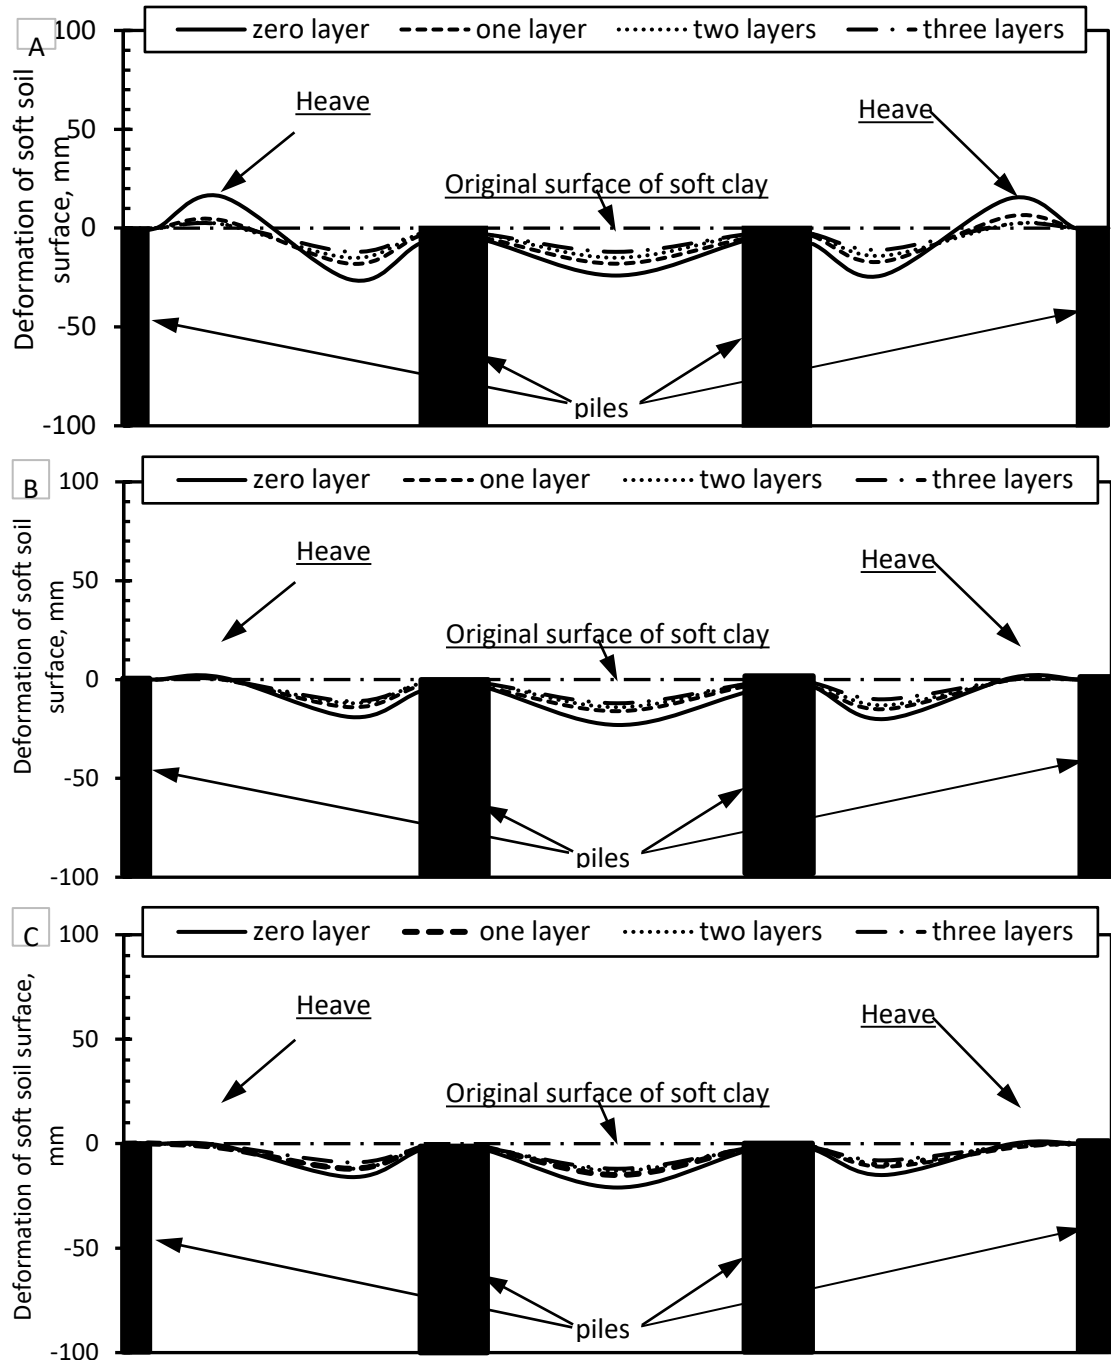 A
zero layer one layer two layers three layers
Deformation of soft soil
surface, mm
100
50
0
-50
-100
Heave
Heave
Original surface of soft clay
piles
B
zero layer one layer two layers three layers
Deformation of soft soil
surface, mm
100
50
0
-50
-100
Heave
Heave
Original surface of soft clay
piles
C
zero layer one layer two layers three layers
Deformation of soft soil surface,
mm
100
50
0
-50
-100
Heave
Heave
Original surface of soft clay
piles